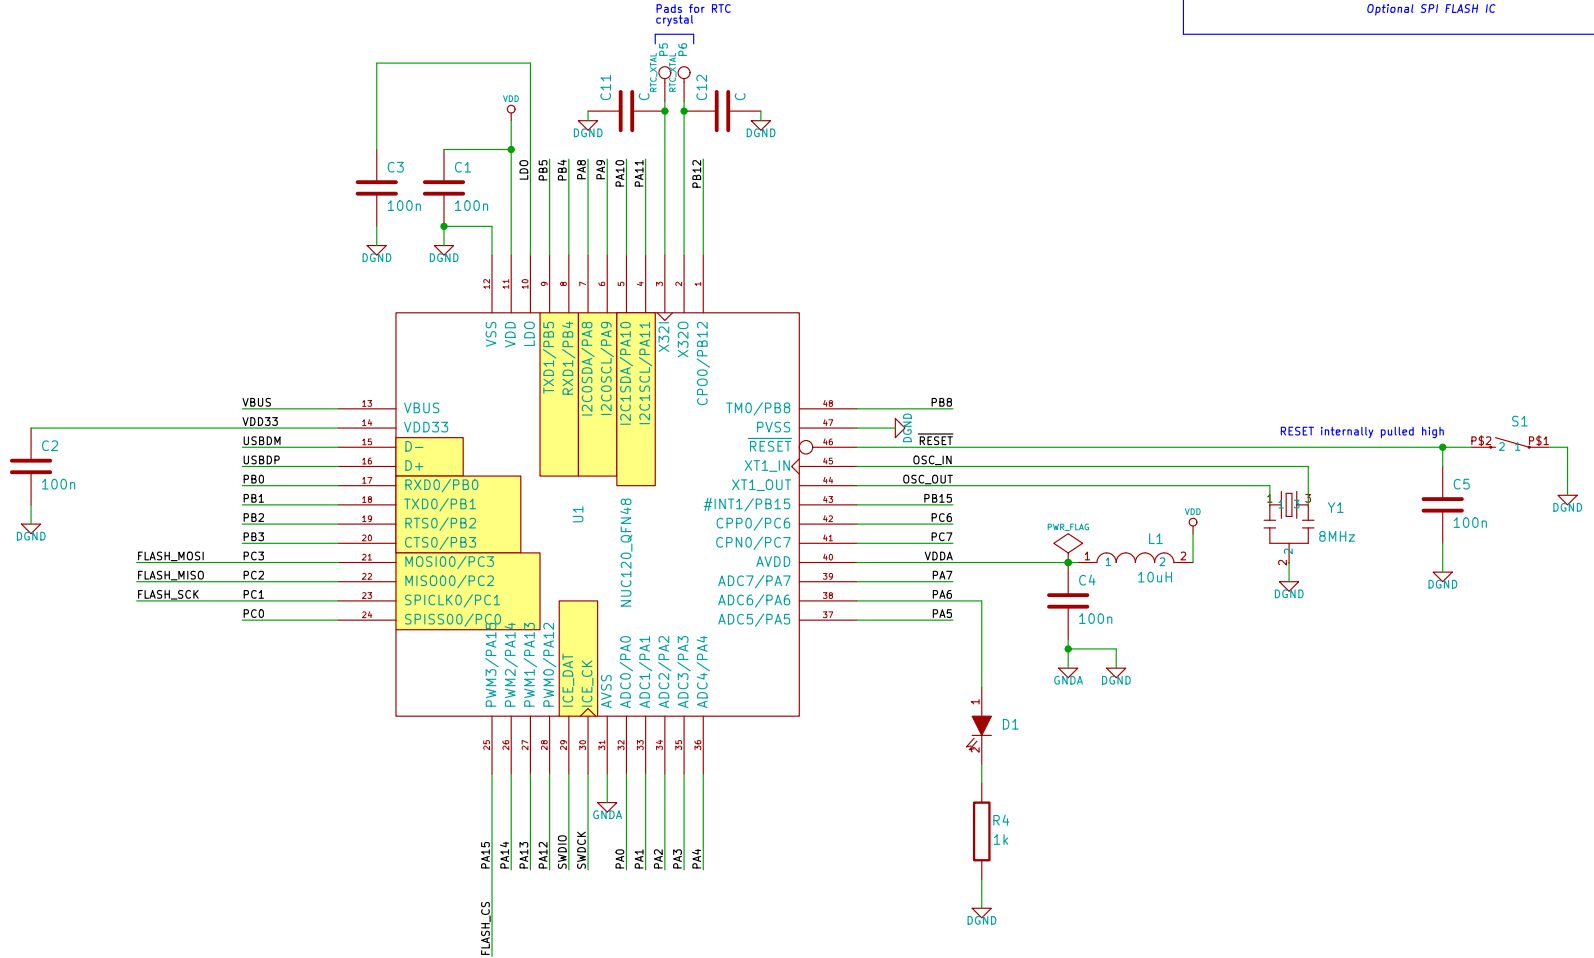 Pads for RTC
crystal
Optional SPI FLASH IC
P5
P6
RTC_XTAL
RTC_XTAL
C11
C
C12
C
VDD
DGND
DGND
C3
100n
C1
100n
DGND
DGND
LDO
PB5
PB4
PA8
PA9
PA10
PA11
PB12
12
11
10
9
8
7
6
5
4
3
2
1
VSS
VDD
LDO
TXD1/PB5
RXD1/PB4
I2C0SDA/PA8
I2C0SCL/PA9
I2C1SDA/PA10
I2C1SCL/PA11
X32I
X32O
CPO0/PB12
VBUS 13 VBUS
VDD33 14 VDD33
USBDM 15 D-
USBDP 16 D+
PB0 17 RXD0/PB0
PB1 18 TXD0/PB1
PB2 19 RTS0/PB2
PB3 20 CTS0/PB3
FLASH_MOSI PC3 21 MOSI00/PC3
FLASH_MISO PC2 22 MISO00/PC2
FLASH_SCK PC1 23 SPICLK0/PC1
PC0 24 SPISS00/PC0
C2
100n
DGND
U1
NUC120_QFN48
TM0/PB8 48 PB8
PVSS 47 DGND
RESET 46 RESET
XT1_IN 45 OSC_IN
XT1_OUT 44 OSC_OUT
#INT1/PB15 43 PB15
CPP0/PC6 42 PC6
CPN0/PC7 41 PC7
AVDD 40 VDDA
ADC7/PA7 39 PA7
ADC6/PA6 38 PA6
ADC5/PA5 37 PA5
RESET internally pulled high
S1
P$2 2 1 P$1
C5
100n
DGND
DGND
1 1 3 3
Y1
8MHz
2
2
DGND
PWR_FLAG
VDD
L1
1 1 2 2
10uH
C4
100n
GNDA
DGND
PWM3/PA15
PWM2/PA14
PWM1/PA13
PWM0/PA12
ICE_DAT
ICE_CK
AVSS
ADC0/PA0
ADC1/PA1
ADC2/PA2
ADC3/PA3
ADC4/PA4
25
26
27
28
29
30
31
32
33
34
35
36
PA15
PA14
PA13
PA12
SWDIO
SWDCK
GNDA
PA0
PA1
PA2
PA3
PA4
FLASH_CS
1
D1
2
R4
1k
DGND